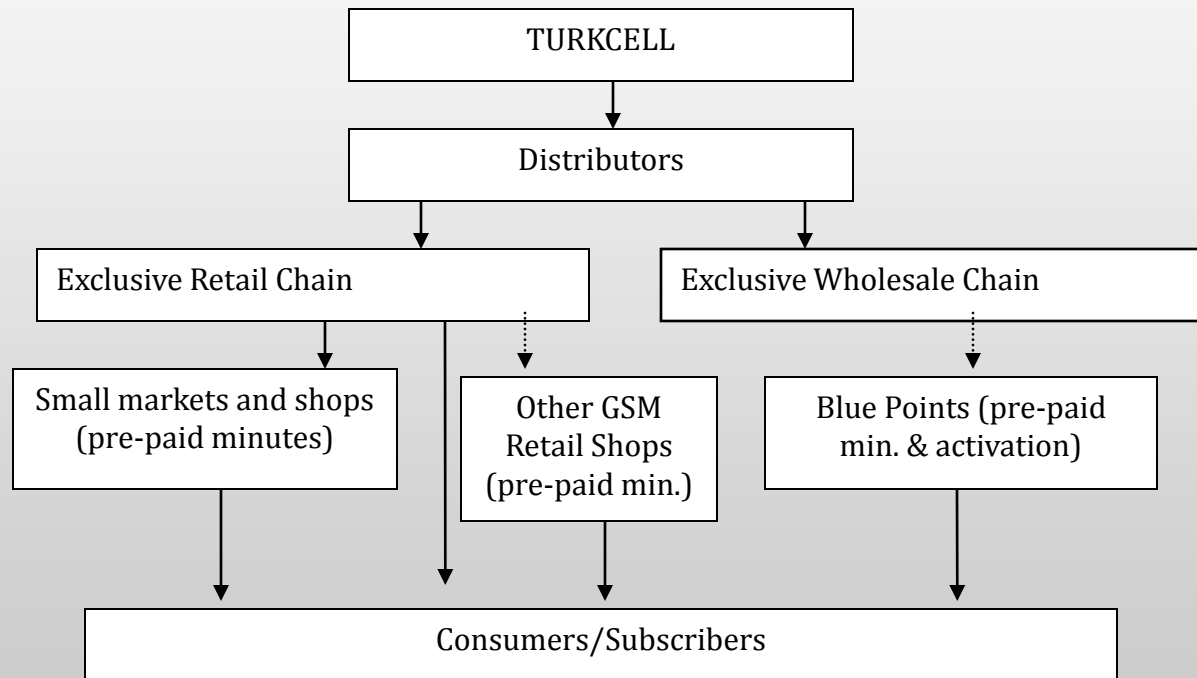 TURKCELL
Distributors
Exclusive Retail Chain
Exclusive Wholesale Chain
Small markets and shops
(pre-paid minutes)
Other GSM
Retail Shops
(pre-paid min.)
Blue Points (pre-paid
min. & activation)
Consumers/Subscribers